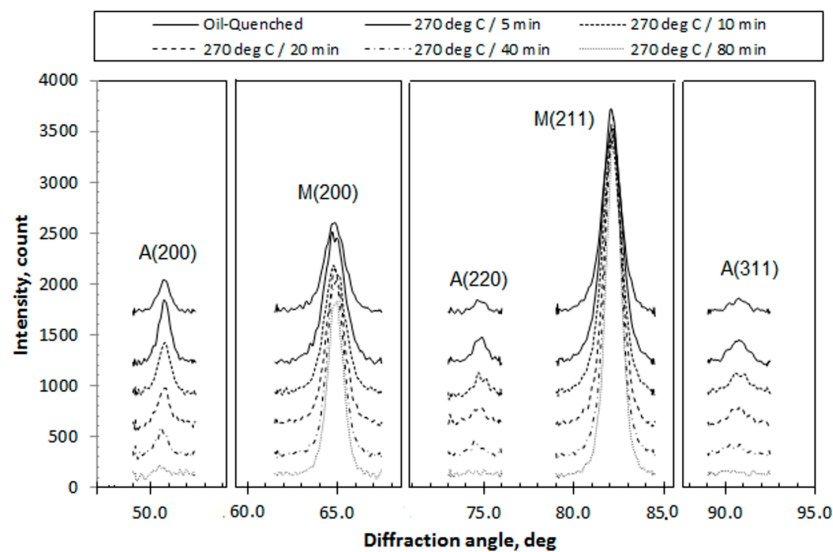 Oil-Quenched 270 deg C / 5 min 270 deg C / 10 min
270 deg C / 20 min 270 deg C / 40 min 270 deg C / 80 min
4000
3500
3000
2500
2000
1500
1000
500
0
Intensity, count
A(200)
M(200)
A(220)
M(211)
A(311)
50.0 60.0 65.0 75.0 80.0 85.0 90.0 95.0
Diffraction angle, deg